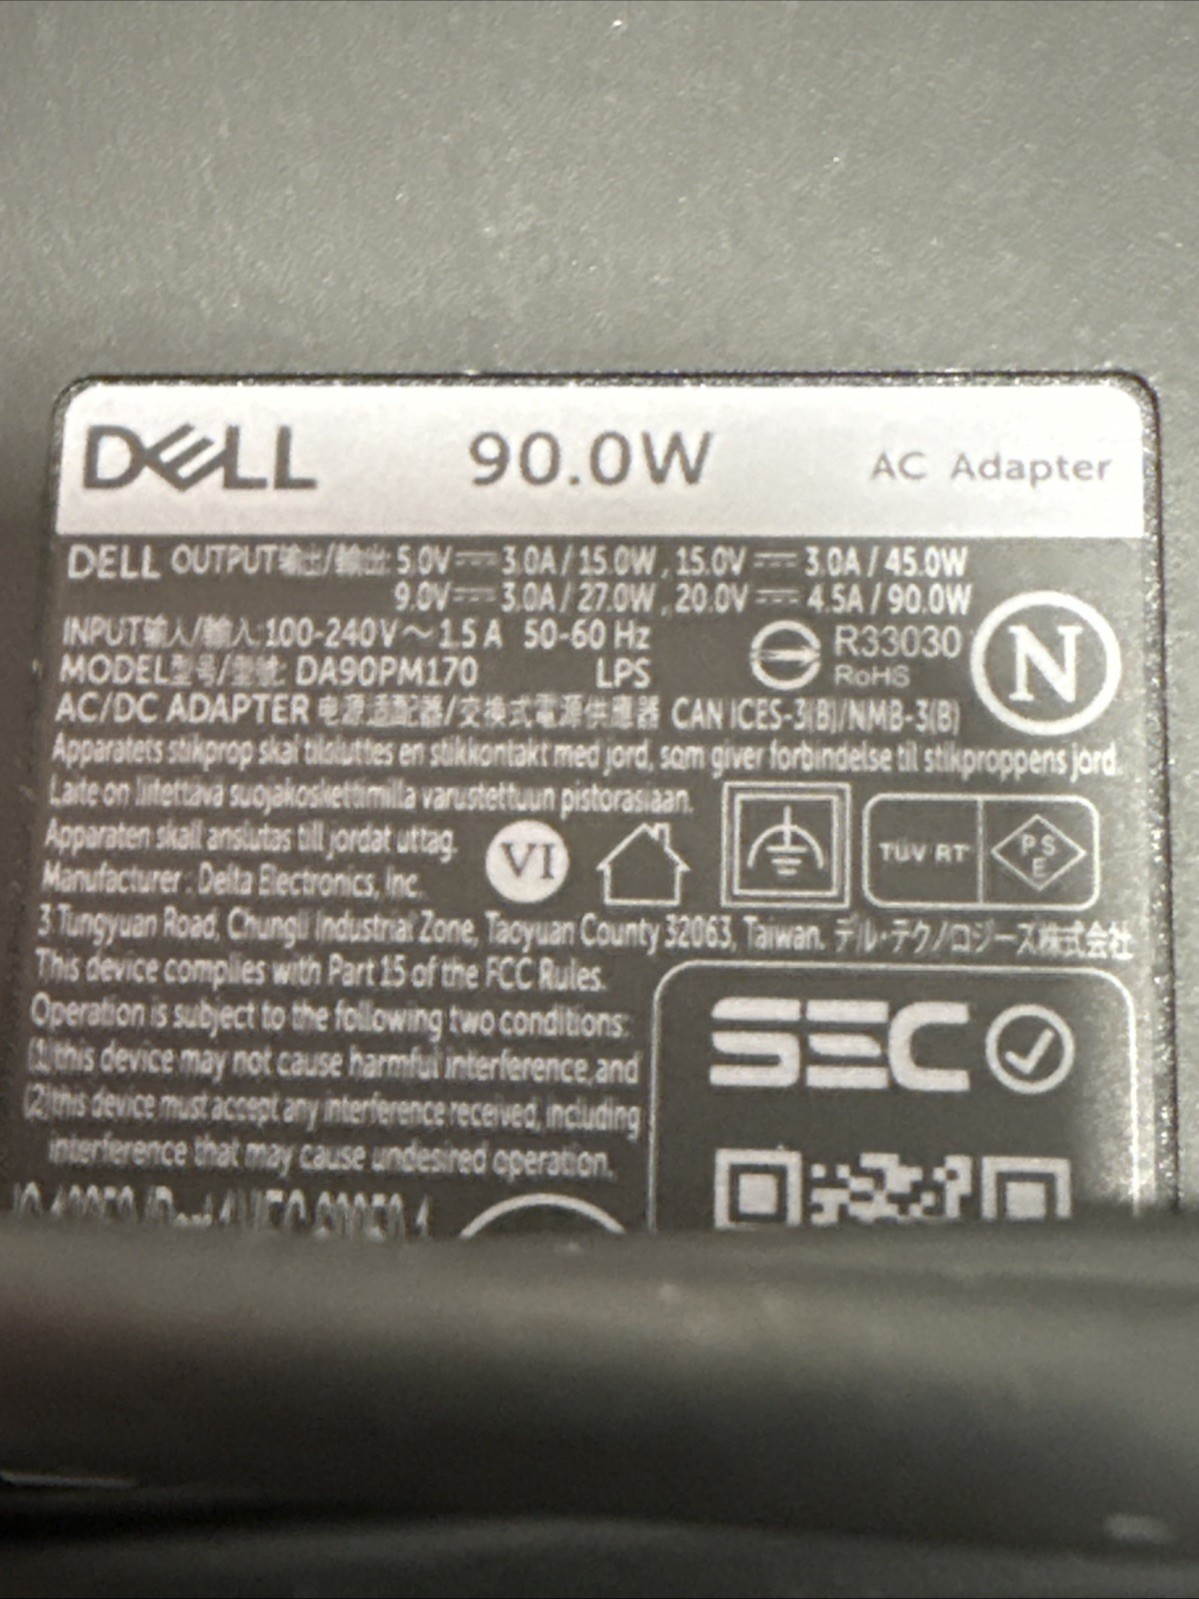 DELL 90.0W AC Adapter
DELL OUTPUT输出/輸出: 5.0V⎓3.0A / 15.0W , 15.0V⎓3.0A / 45.0W
9.0V⎓3.0A / 27.0W , 20.0V⎓4.5A / 90.0W
INPUT输入/輸入: 100-240V～1.5 A 50-60 Hz
R33030
MODEL型号/型號: DA90PM170 LPS
RoHS
N
AC/DC ADAPTER 电源适配器/交換式電源供應器 CAN ICES-3(B)/NMB-3(B)
Apparatets stikprop skal tilsluttes en stikkontakt med jord, som giver forbindelse til stikproppens jord.
Laite on liitettävä suojakoskettimilla varustettuun pistorasiaan.
Apparaten skall anslutas till jordat uttag.
VI
TÜV RT
PSE
Manufacturer : Delta Electronics, Inc.
3 Tungyuan Road, Chungli Industrial Zone, Taoyuan County 32063, Taiwan. デル・テクノロジーズ株式会社
This device complies with Part 15 of the FCC Rules.
Operation is subject to the following two conditions:
(1)this device may not cause harmful interference,and
(2)this device must accept any interference received, including
interference that may cause undesired operation.
SEC